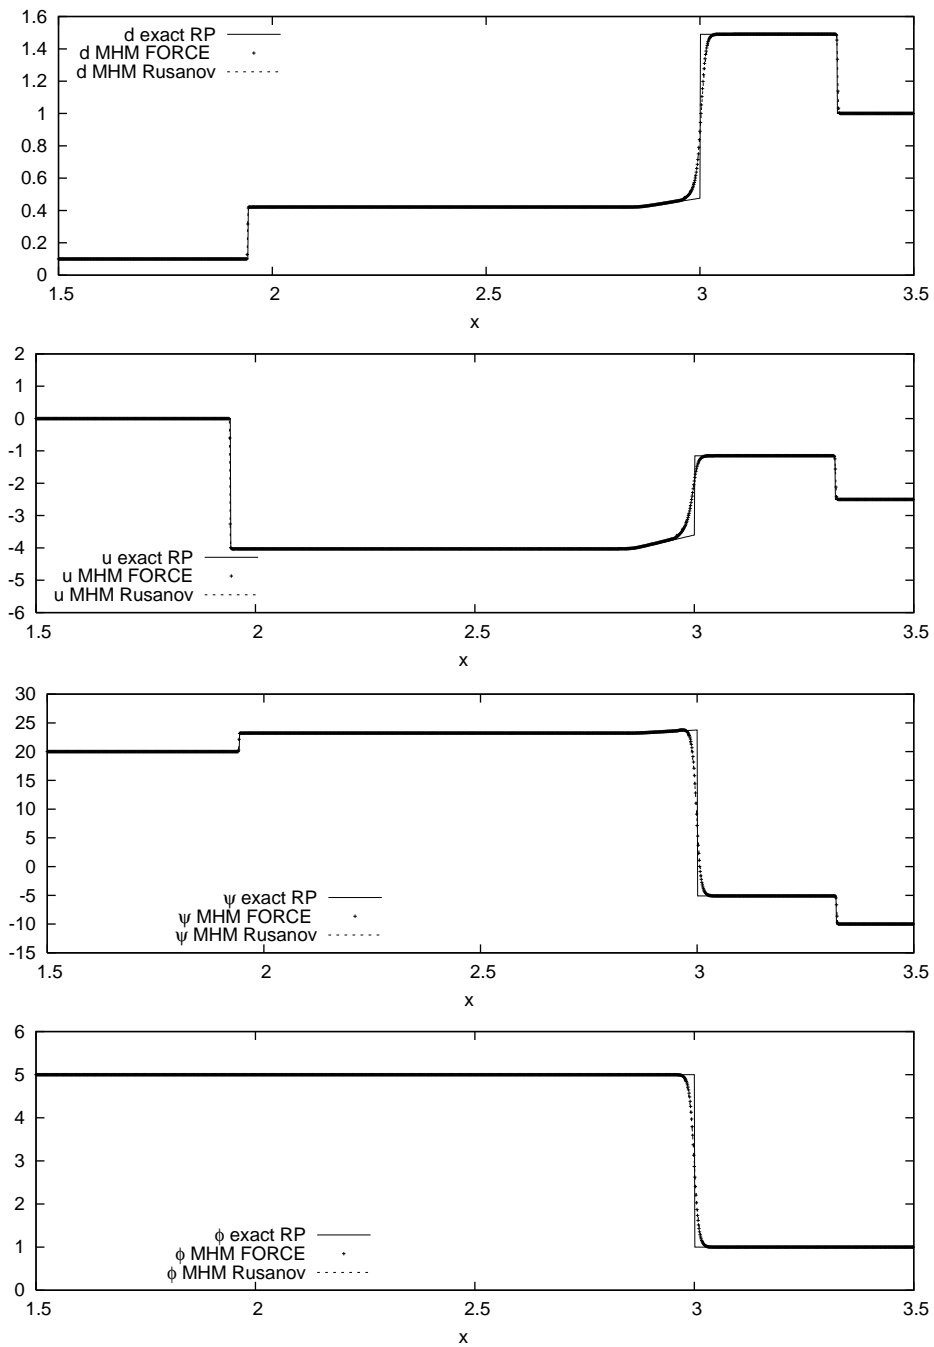 1.6
1.4
1.2
1
0.8
0.6
0.4
0.2
0
d exact RP
d MHM FORCE
d MHM Rusanov
1.5 2 2.5 3 3.5
x
2
1
0
-1
-2
-3
-4
-5
-6
u exact RP
u MHM FORCE
u MHM Rusanov
1.5 2 2.5 3 3.5
x
30
25
20
15
10
5
0
-5
-10
-15
ψ exact RP
ψ MHM FORCE
ψ MHM Rusanov
1.5 2 2.5 3 3.5
x
6
5
4
3
2
1
0
ϕ exact RP
ϕ MHM FORCE
ϕ MHM Rusanov
1.5 2 2.5 3 3.5
x